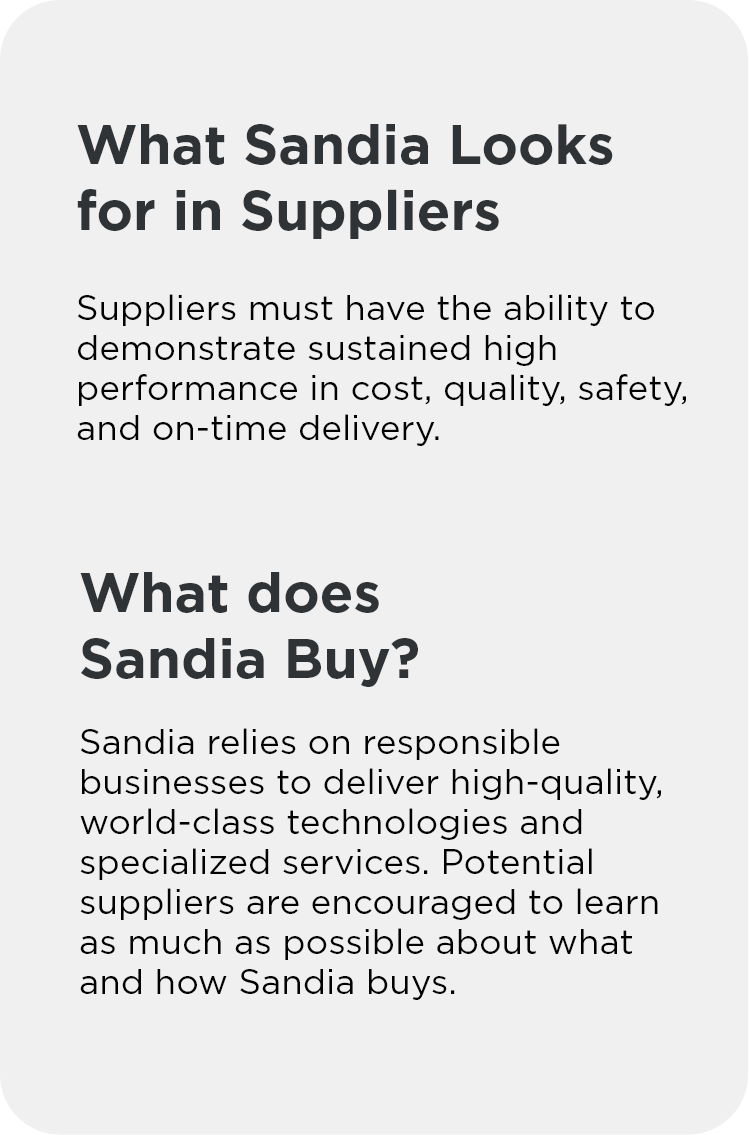 What Sandia Looks
for in Suppliers
Suppliers must have the ability to
demonstrate sustained high
performance in cost, quality, safety,
and on-time delivery.
What does
Sandia Buy?
Sandia relies on responsible
businesses to deliver high-quality,
world-class technologies and
specialized services. Potential
suppliers are encouraged to learn
as much as possible about what
and how Sandia buys.